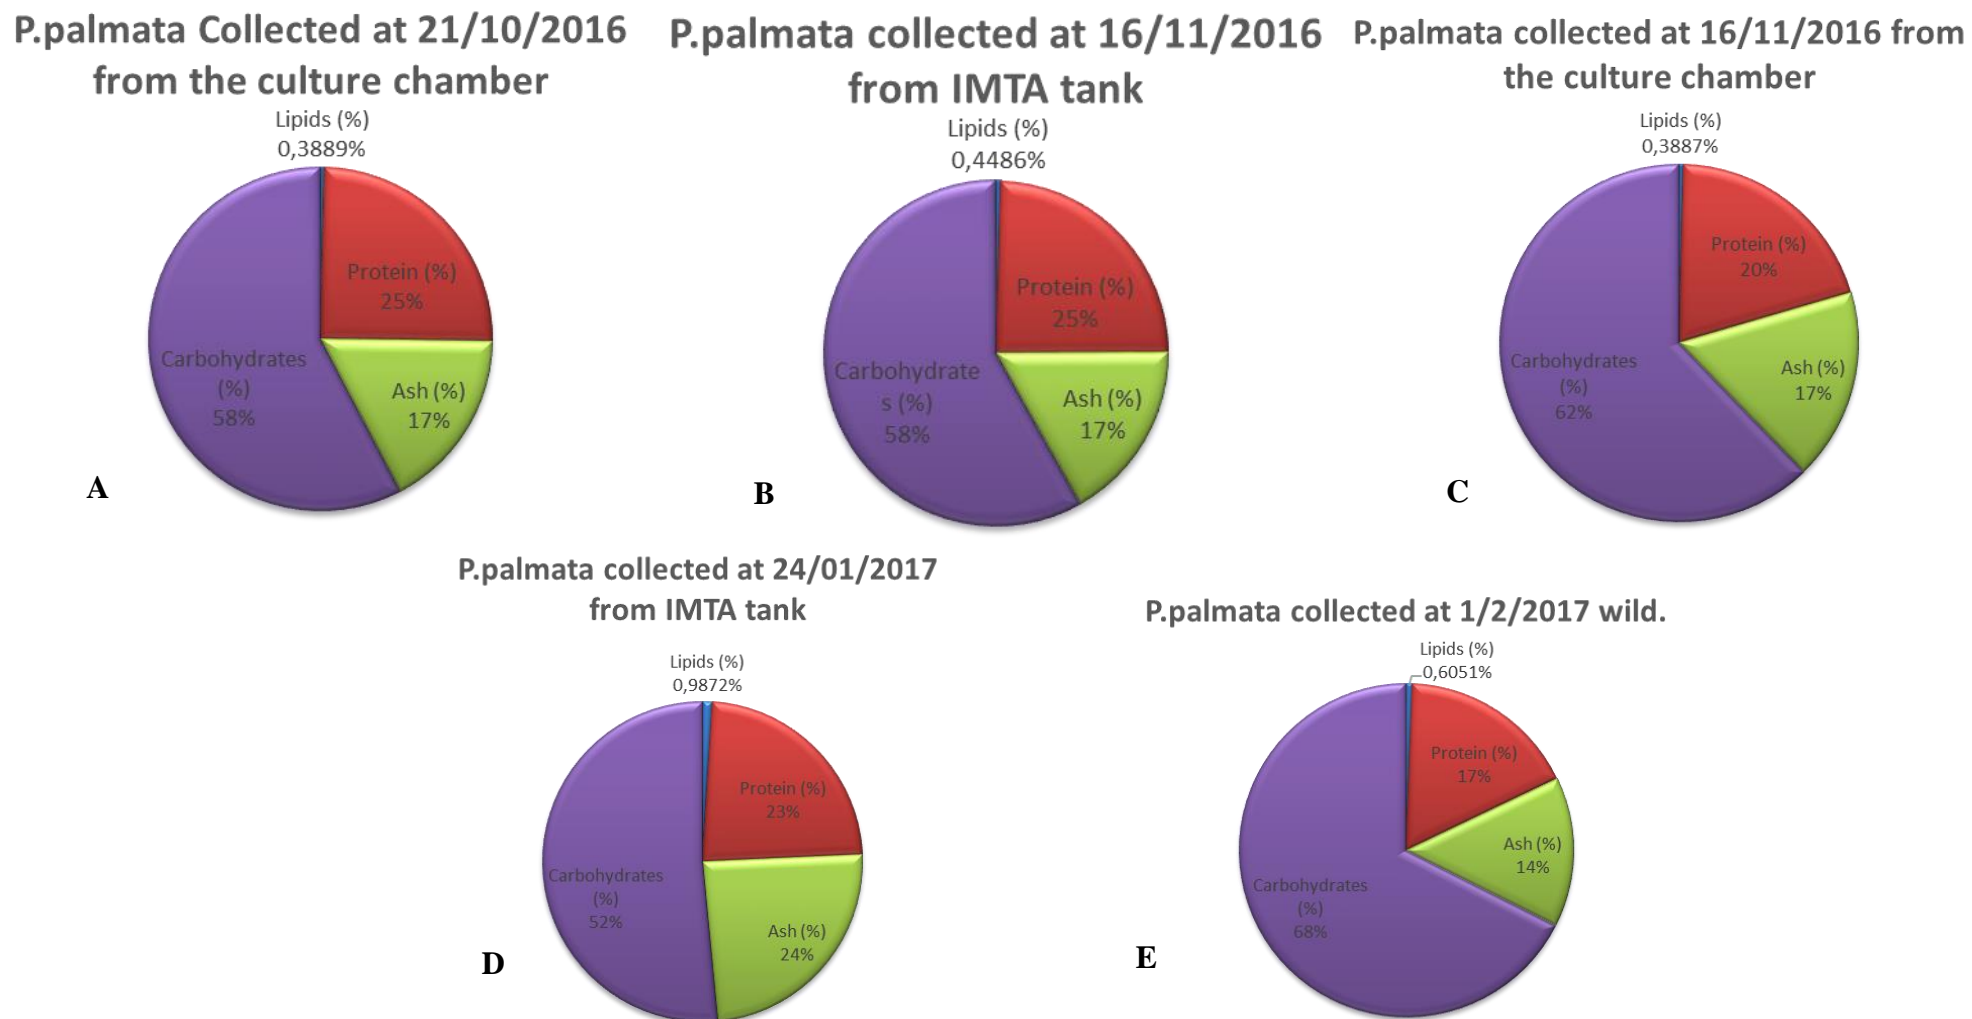 P.palmata Collected at 21/10/2016
from the culture chamber
Lipids (%)
0,3889%
Protein (%)
25%
Carbohydrates
(%)
58%
Ash (%)
17%
A
P.palmata collected at 16/11/2016
from IMTA tank
Lipids (%)
0,4486%
Protein (%)
25%
Carbohydrate
s (%)
58%
Ash (%)
17%
B
P.palmata collected at 16/11/2016 from
the culture chamber
Lipids (%)
0,3887%
Protein (%)
20%
Carbohydrates
(%)
62%
Ash (%)
17%
C
P.palmata collected at 24/01/2017
from IMTA tank
Lipids (%)
0,9872%
Protein (%)
23%
Carbohydrates
(%)
52%
Ash (%)
24%
D
P.palmata collected at 1/2/2017 wild.
Lipids (%)
0,6051%
Protein (%)
17%
Ash (%)
14%
Carbohydrates
(%)
68%
E